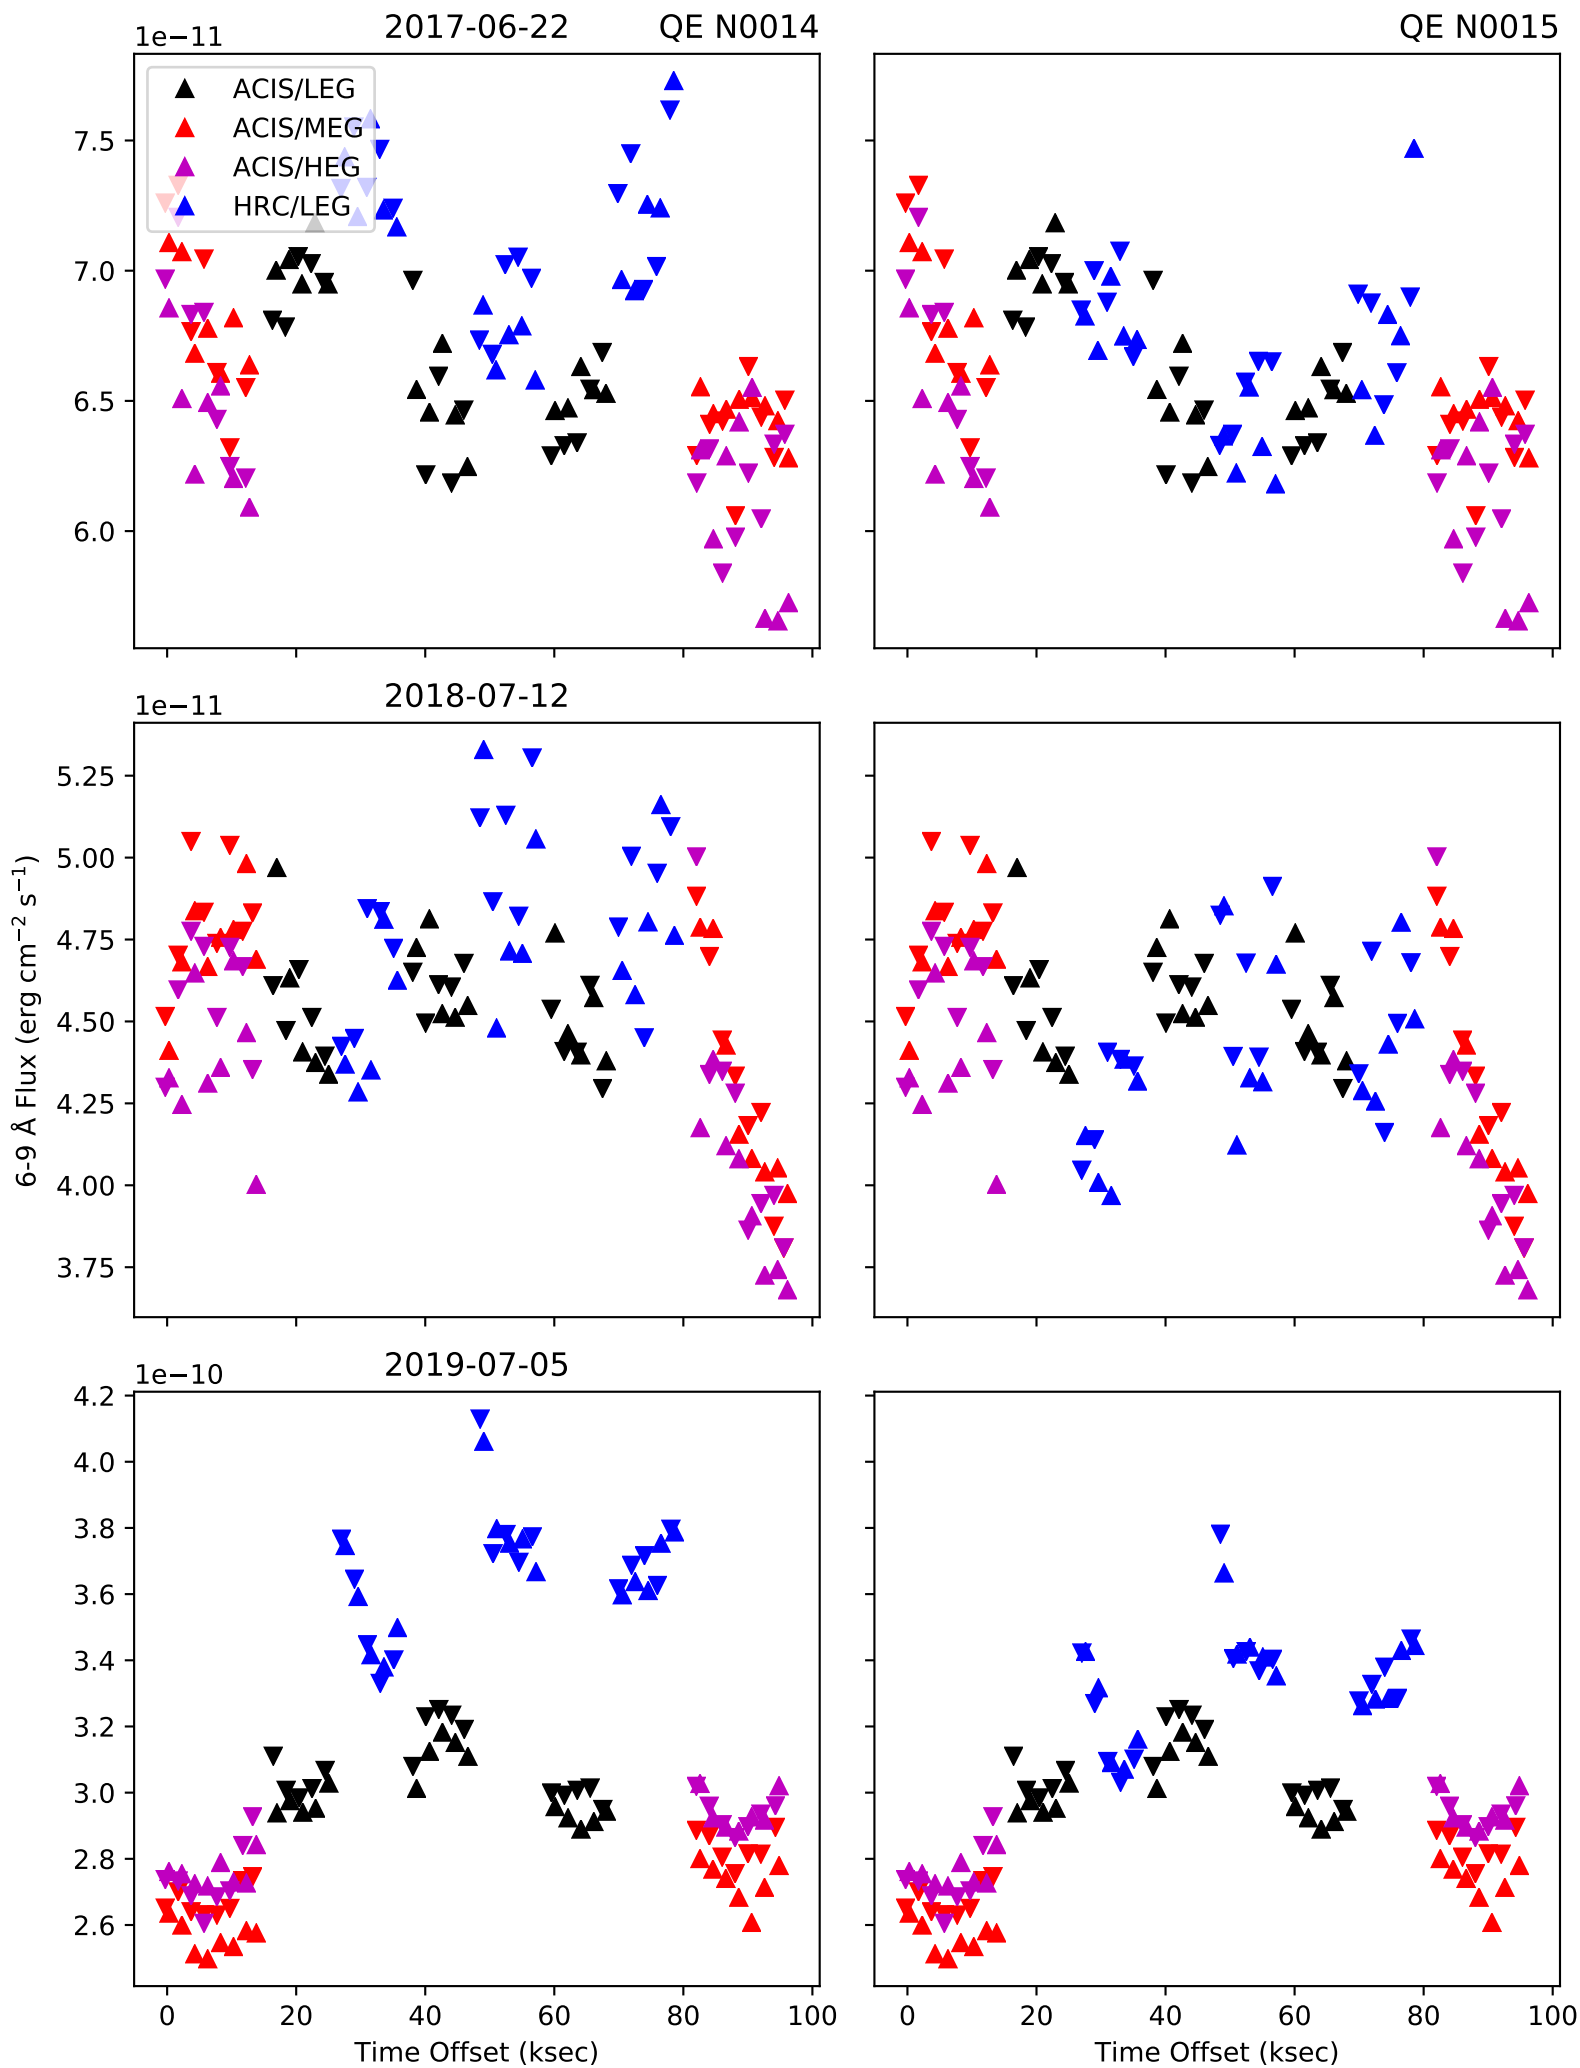 2017-06-22 QE N0014 QE N0015
1e−11
ACIS/LEG
ACIS/MEG
ACIS/HEG
HRC/LEG
7.5
7.0
6.5
6.0
2018-07-12
1e−11
5.25
5.00
4.75
4.50
4.25
4.00
3.75
6-9 Å Flux (erg cm−2 s−1)
2019-07-05
1e−10
4.2
4.0
3.8
3.6
3.4
3.2
3.0
2.8
2.6
0 20 40 60 80 100 0 20 40 60 80 100
Time Offset (ksec) Time Offset (ksec)